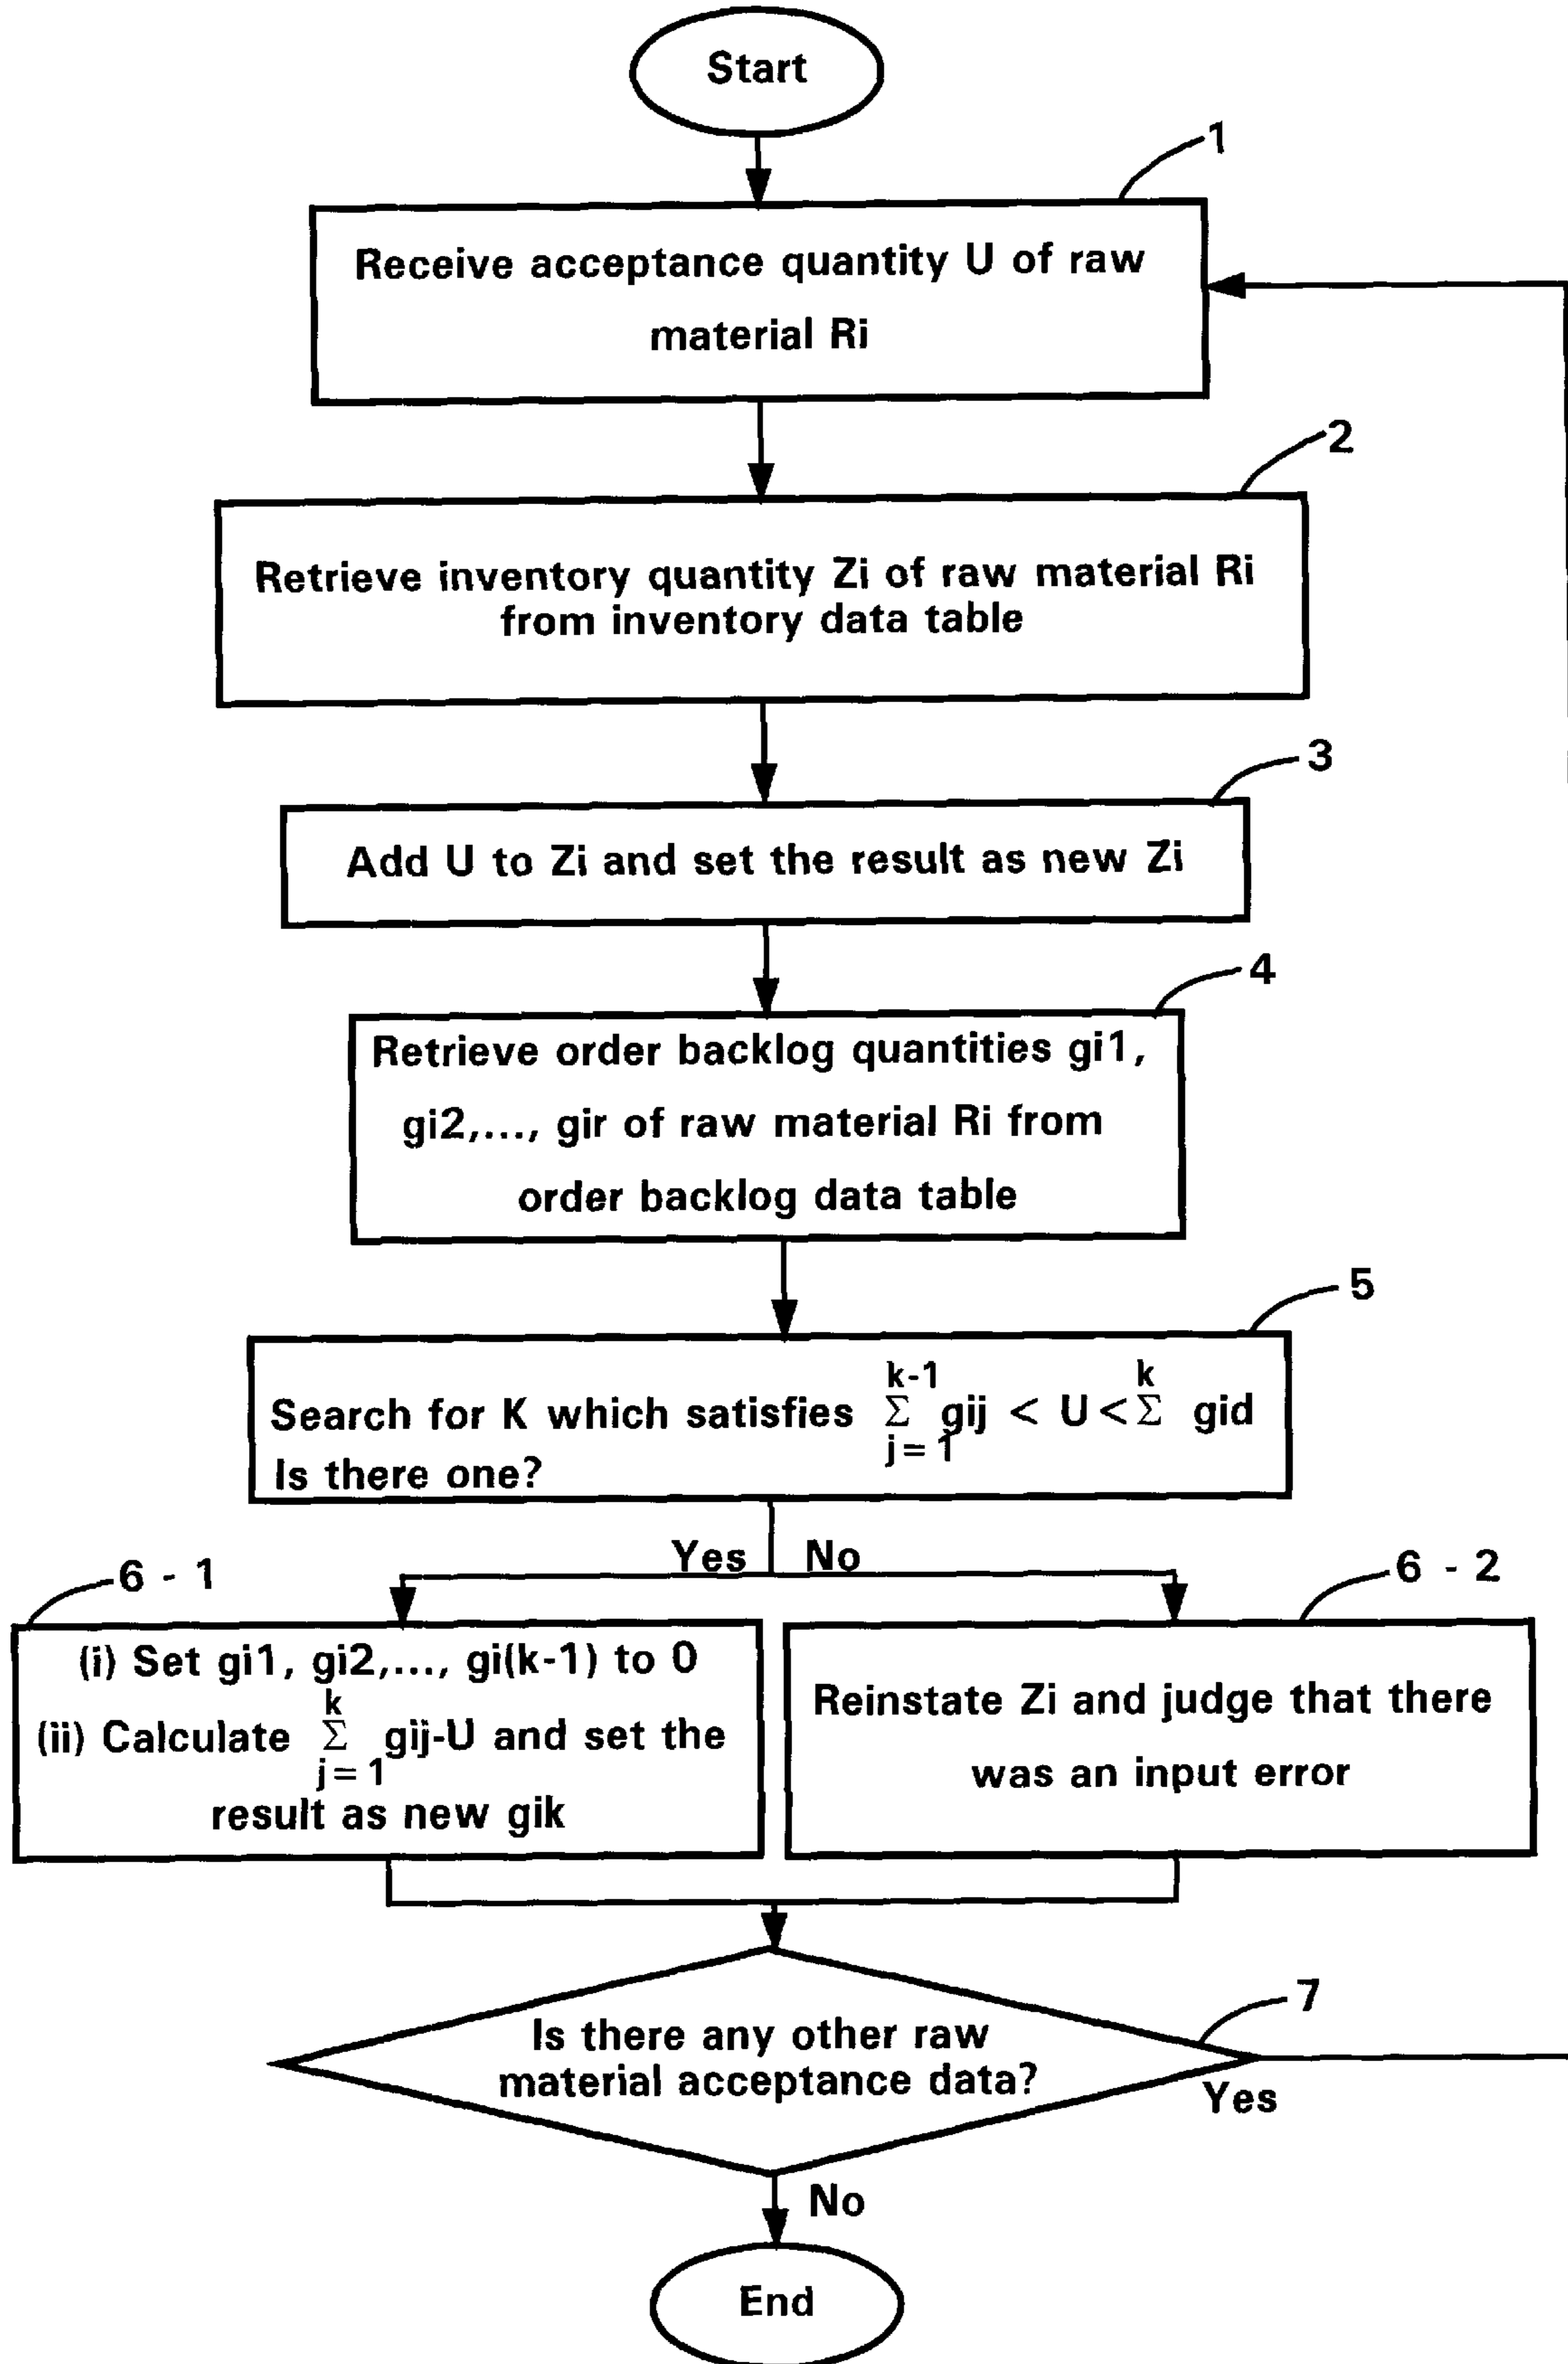 Start
1
Receive acceptance quantity U of raw
material Ri
2
Retrieve inventory quantity Zi of raw material Ri
from inventory data table
3
Add U to Zi and set the result as new Zi
4
Retrieve order backlog quantities gi1,
gi2,..., gir of raw material Ri from
order backlog data table
5
k-1 k
Search for K which satisfies Σ gij < U < Σ gid
j = 1
Is there one?
Yes No
6 - 1
6 - 2
(i) Set gi1, gi2,..., gi(k-1) to 0
k
(ii) Calculate Σ gij-U and set the
j = 1
result as new gik
Reinstate Zi and judge that there
was an input error
7
Is there any other raw
material acceptance data?
Yes
No
End